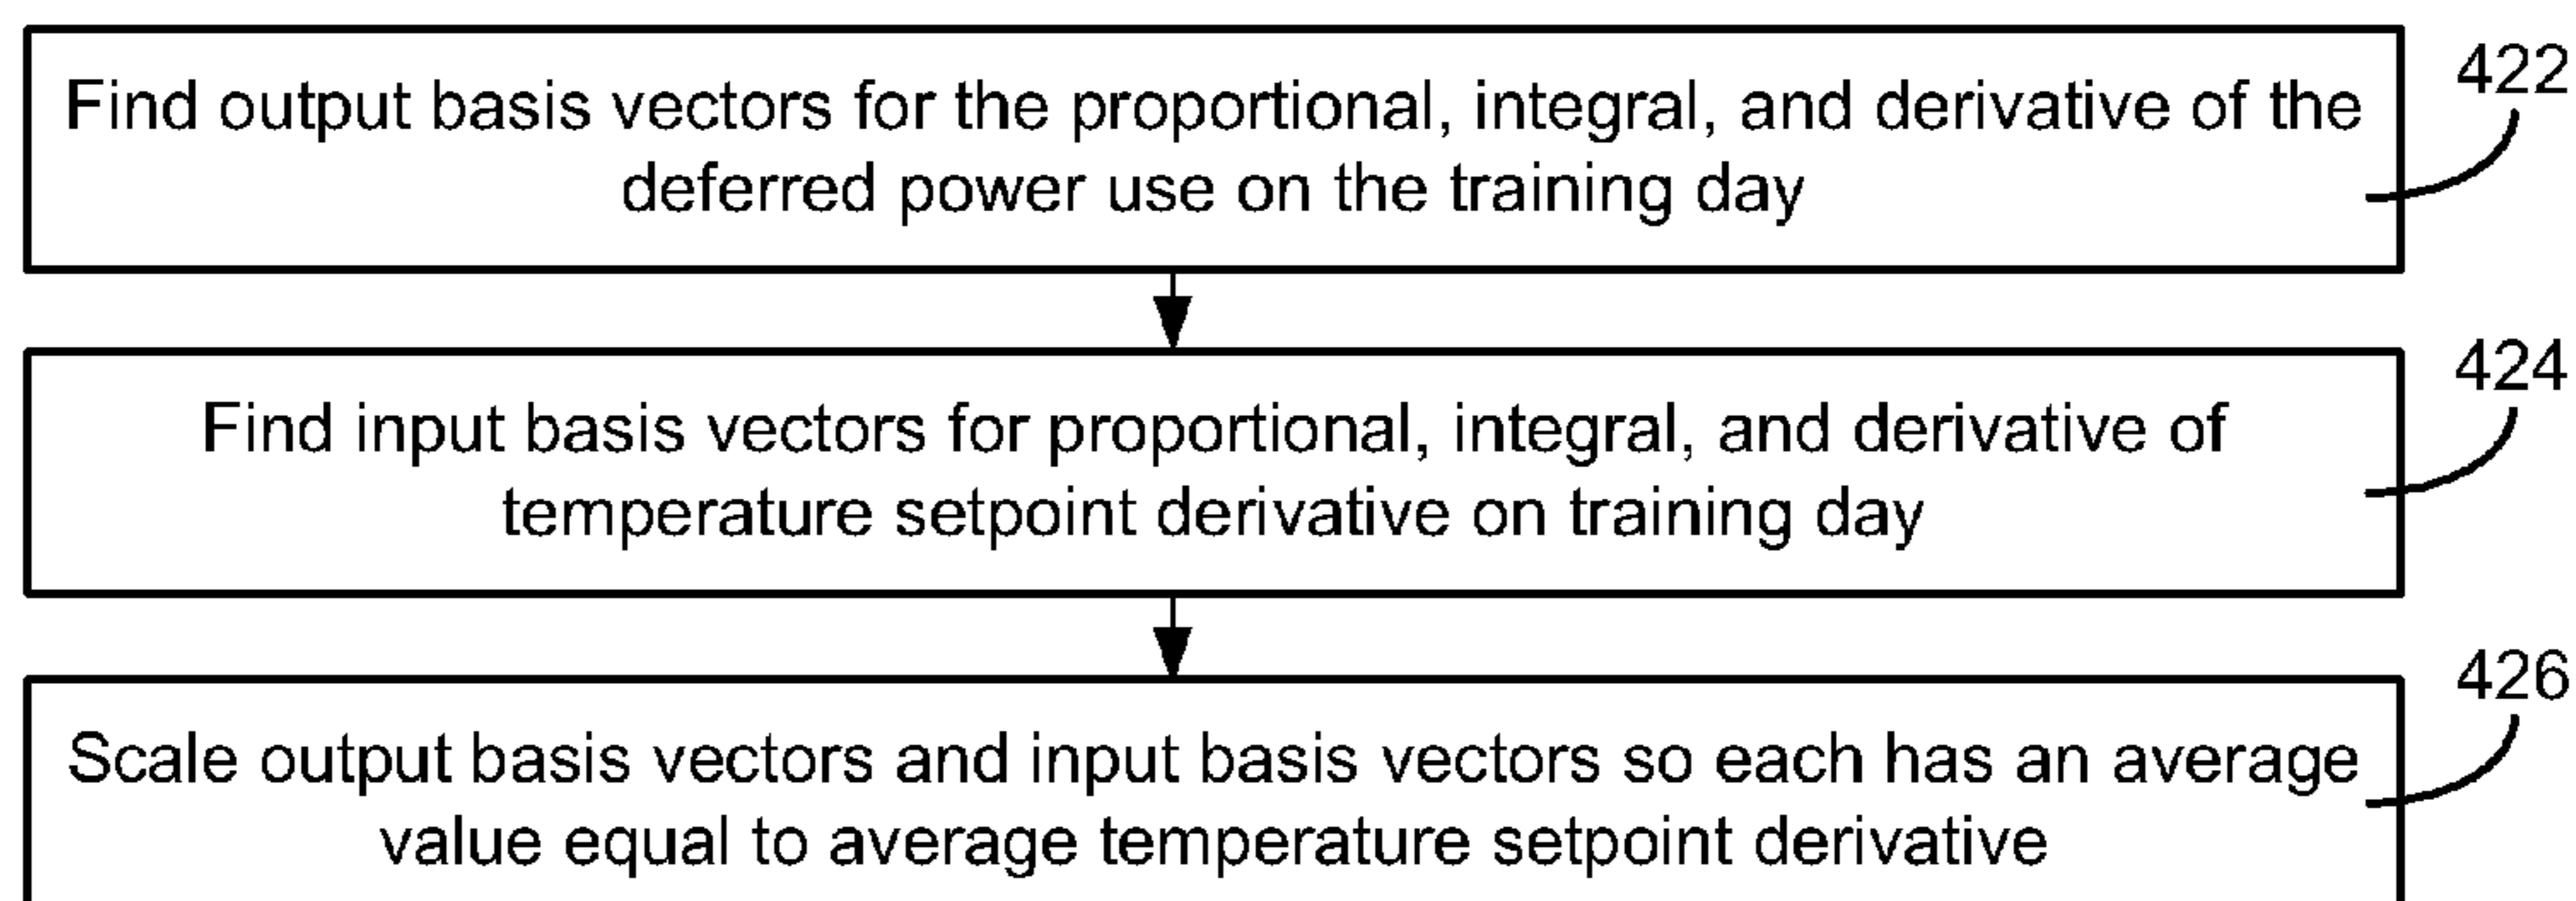 Find output basis vectors for the proportional, integral, and derivative of the
deferred power use on the training day
422
Find input basis vectors for proportional, integral, and derivative of
temperature setpoint derivative on training day
424
Scale output basis vectors and input basis vectors so each has an average
value equal to average temperature setpoint derivative
426